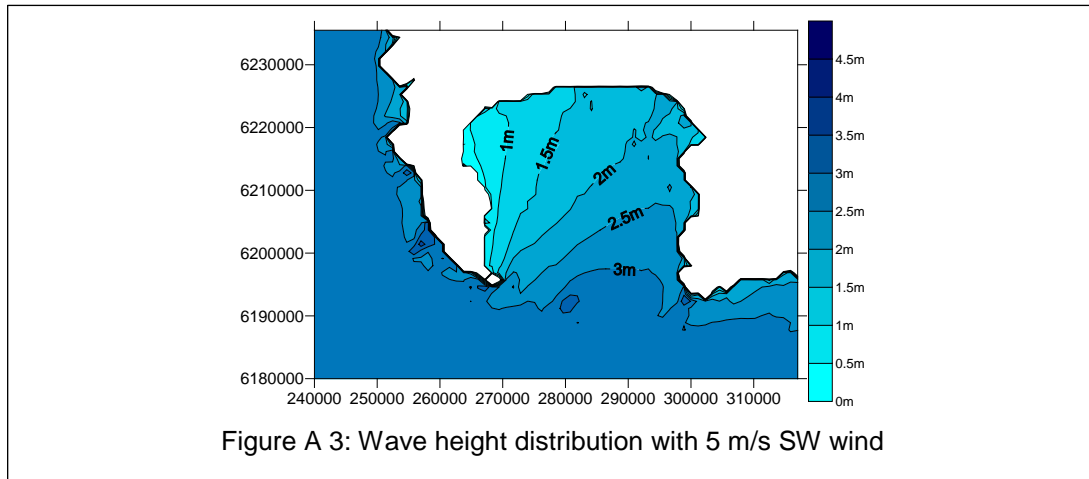 6230000
6220000
6210000
6200000
6190000
6180000
240000 250000 260000 270000 280000 290000 300000 310000
1m
1.5m
2m
2.5m
3m
4.5m
4m
3.5m
3m
2.5m
2m
1.5m
1m
0.5m
0m
Figure A 3: Wave height distribution with 5 m/s SW wind